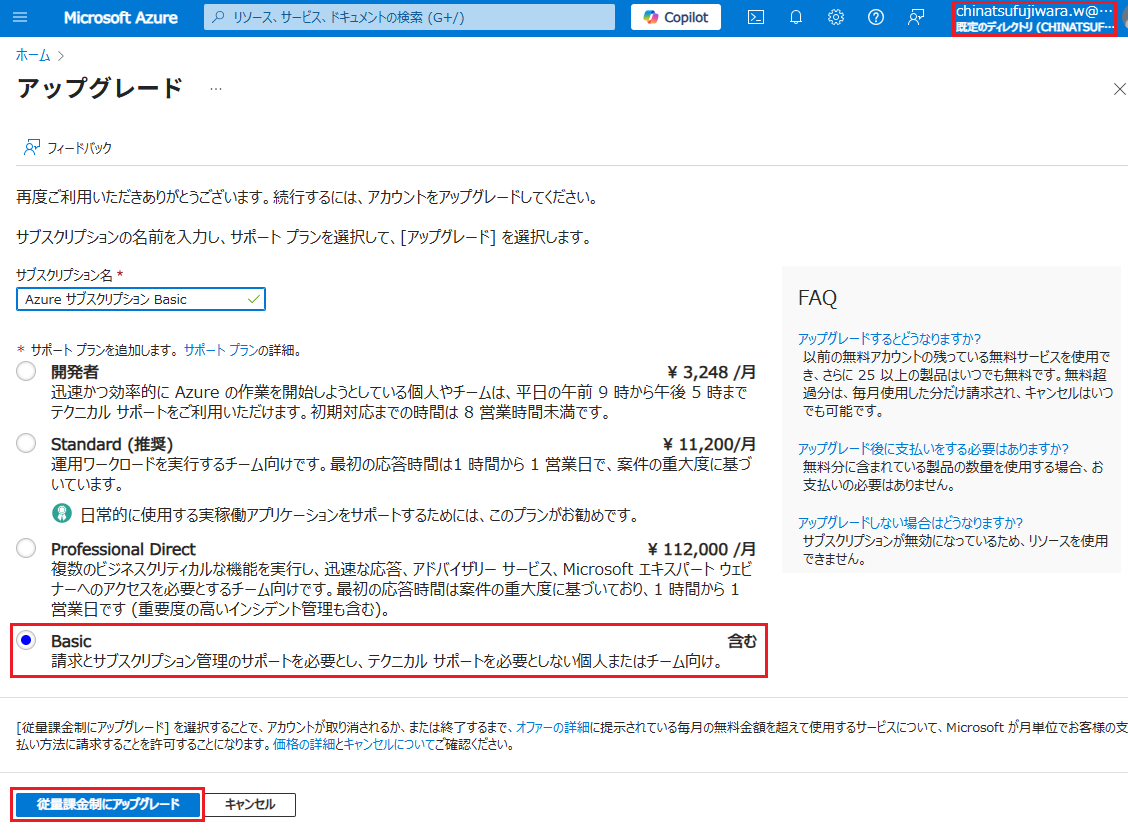 Microsoft Azure
リソース、サービス、ドキュメントの検索 (G+/)
Copilot
chinatsufujiwara.w@…
既定のディレクトリ (CHINATSUF…
ホーム >
アップグレード …
フィードバック
再度ご利用いただきありがとうございます。続行するには、アカウントをアップグレードしてください。
サブスクリプションの名前を入力し、サポート プランを選択して、[アップグレード] を選択します。
サブスクリプション名 *
Azure サブスクリプション Basic
* サポート プランを追加します。サポート プランの詳細。
開発者 ¥ 3,248 /月
迅速かつ効率的に Azure の作業を開始しようとしている個人やチームは、平日の午前 9 時から午後 5 時まで
テクニカル サポートをご利用いただけます。初期対応までの時間は 8 営業時間未満です。
Standard (推奨) ¥ 11,200/月
運用ワークロードを実行するチーム向けです。最初の応答時間は1 時間から 1 営業日で、案件の重大度に基づ
いています。
日常的に使用する実稼働アプリケーションをサポートするためには、このプランがお勧めです。
Professional Direct ¥ 112,000 /月
複数のビジネスクリティカルな機能を実行し、迅速な応答、アドバイザリー サービス、Microsoft エキスパート ウェビ
ナーへのアクセスを必要とするチーム向けです。最初の応答時間は案件の重大度に基づいており、1 時間から 1
営業日です (重要度の高いインシデント管理も含む)。
Basic 含む
請求とサブスクリプション管理のサポートを必要とし、テクニカル サポートを必要としない個人またはチーム向け。
FAQ
アップグレードするとどうなりますか?
以前の無料アカウントの残っている無料サービスを使用で
き、さらに 25 以上の製品はいつでも無料です。無料超
過分は、毎月使用した分だけ請求され、キャンセルはいつ
でも可能です。
アップグレード後に支払いをする必要はありますか?
無料分に含まれている製品の数量を使用する場合、お
支払いの必要はありません。
アップグレードしない場合はどうなりますか?
サブスクリプションが無効になっているため、リソースを使用
できません。
[従量課金制にアップグレード] を選択することで、アカウントが取り消されるか、または終了するまで、オファーの詳細に提示されている毎月の無料金額を超えて使用するサービスについて、Microsoft が月単位でお客様の支
払い方法に請求することを許可することになります。価格の詳細とキャンセルについてご確認ください。
従量課金制にアップグレード
キャンセル